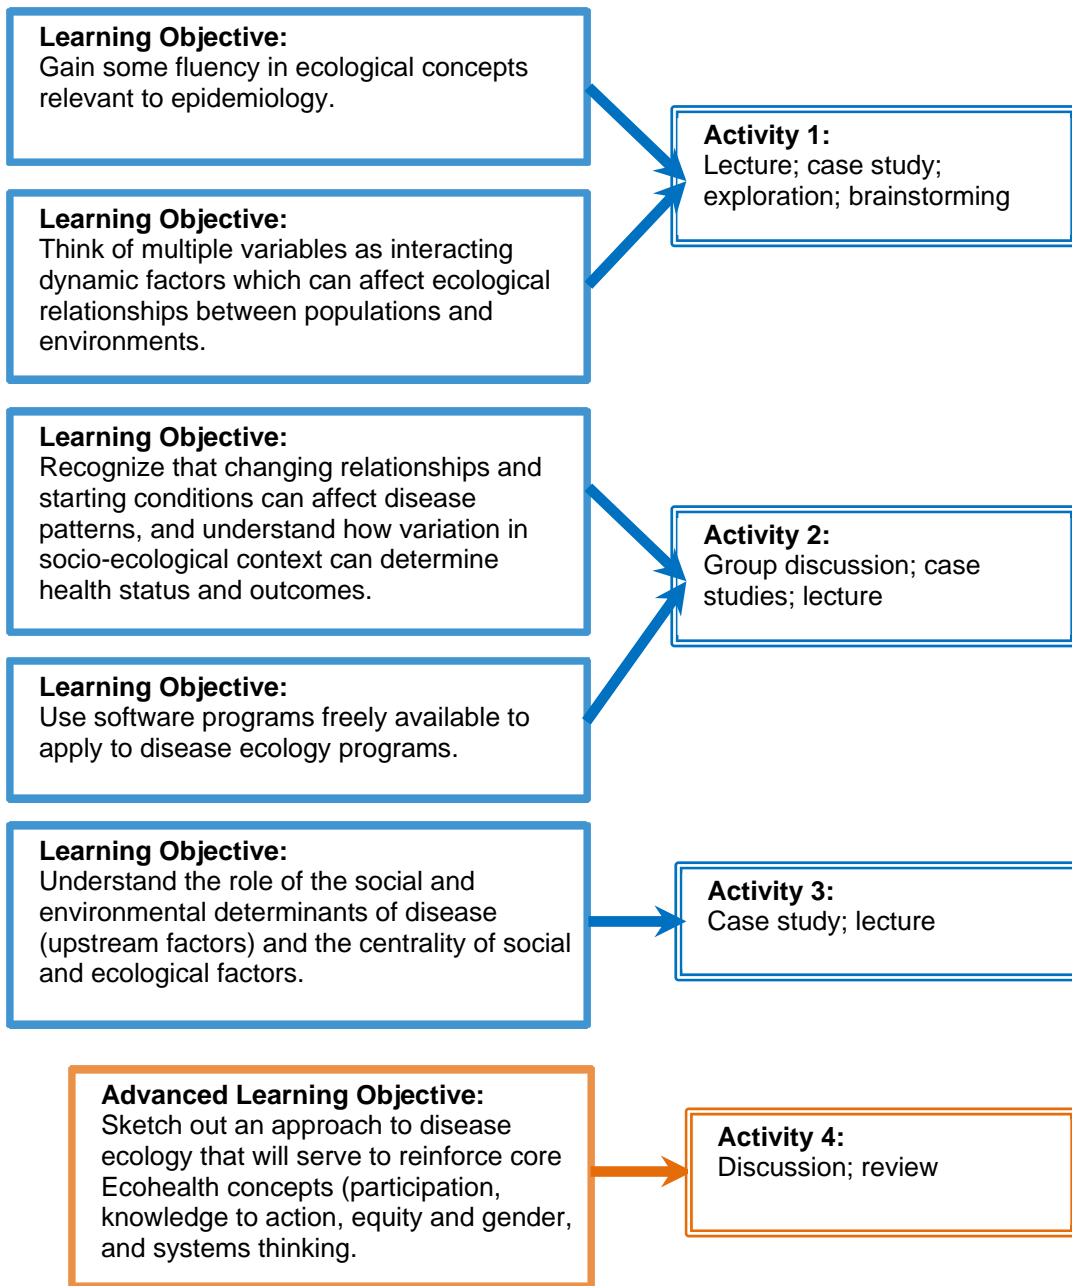 Learning Objective:
Gain some fluency in ecological concepts
relevant to epidemiology.
Learning Objective:
Think of multiple variables as interacting
dynamic factors which can affect ecological
relationships between populations and
environments.
Activity 1:
Lecture; case study;
exploration; brainstorming
Learning Objective:
Recognize that changing relationships and
starting conditions can affect disease
patterns, and understand how variation in
socio-ecological context can determine
health status and outcomes.
Learning Objective:
Use software programs freely available to
apply to disease ecology programs.
Activity 2:
Group discussion; case
studies; lecture
Learning Objective:
Understand the role of the social and
environmental determinants of disease
(upstream factors) and the centrality of social
and ecological factors.
Activity 3:
Case study; lecture
Advanced Learning Objective:
Sketch out an approach to disease
ecology that will serve to reinforce core
Ecohealth concepts (participation,
knowledge to action, equity and gender,
and systems thinking.
Activity 4:
Discussion; review